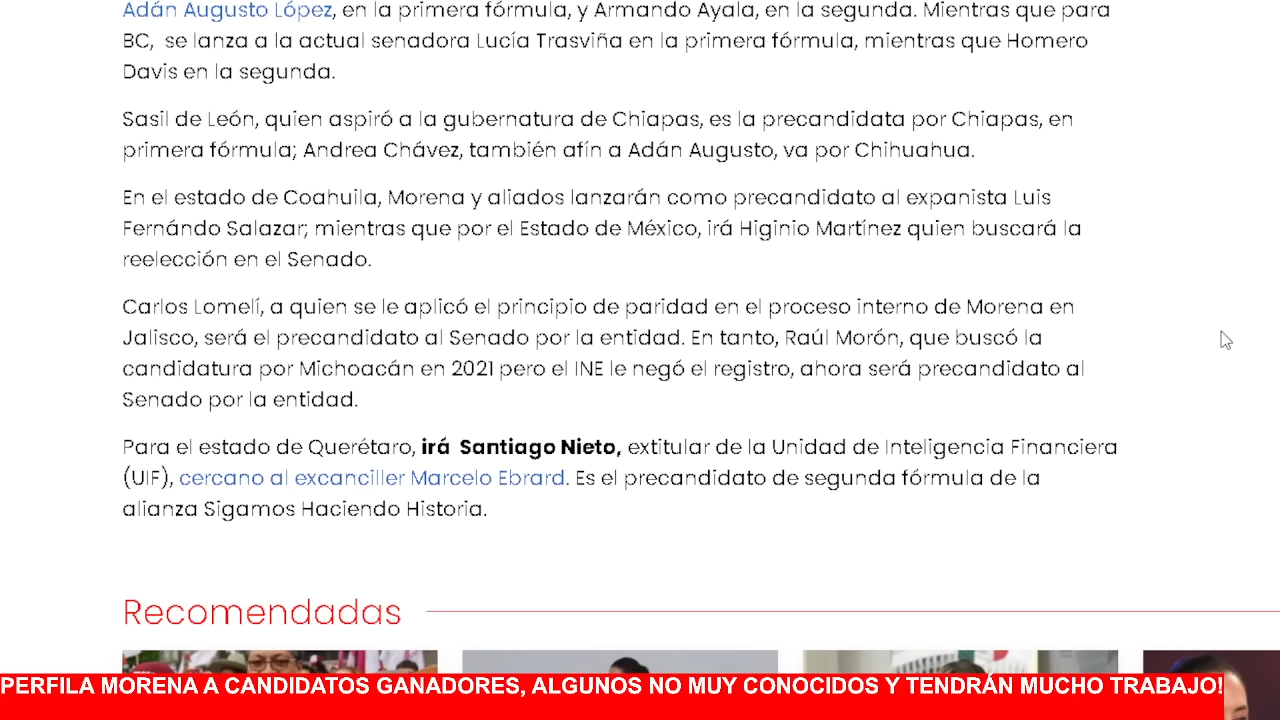 Adán Augusto López, en la primera fórmula, y Armando Ayala, en la segunda. Mientras que para
BC, se lanza a la actual senadora Lucía Trasviña en la primera fórmula, mientras que Homero
Davis en la segunda.
Sasil de León, quien aspiró a la gubernatura de Chiapas, es la precandidata por Chiapas, en
primera fórmula; Andrea Chávez, también afín a Adán Augusto, va por Chihuahua.
En el estado de Coahuila, Morena y aliados lanzarán como precandidato al expanista Luis
Fernándo Salazar; mientras que por el Estado de México, irá Higinio Martínez quien buscará la
reelección en el Senado.
Carlos Lomelí, a quien se le aplicó el principio de paridad en el proceso interno de Morena en
Jalisco, será el precandidato al Senado por la entidad. En tanto, Raúl Morón, que buscó la
candidatura por Michoacán en 2021 pero el INE le negó el registro, ahora será precandidato al
Senado por la entidad.
Para el estado de Querétaro, irá Santiago Nieto, extitular de la Unidad de Inteligencia Financiera
(UIF), cercano al excanciller Marcelo Ebrard. Es el precandidato de segunda fórmula de la
alianza Sigamos Haciendo Historia.
Recomendadas
PERFILA MORENA A CANDIDATOS GANADORES, ALGUNOS NO MUY CONOCIDOS Y TENDRÁN MUCHO TRABAJO!